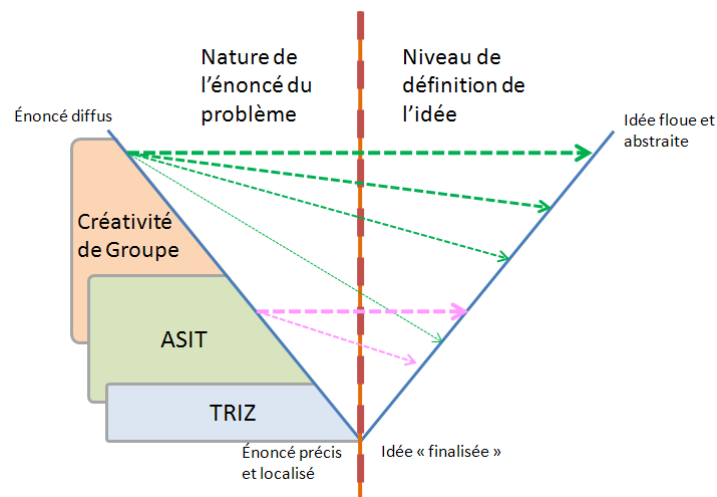 Nature de
l’énoncé du
problème
Niveau de
définition de
l’idée
Énoncé diffus
Idée floue et
abstraite
Créativité
de Groupe
ASIT
TRIZ
Énoncé précis
et localisé
Idée « finalisée »